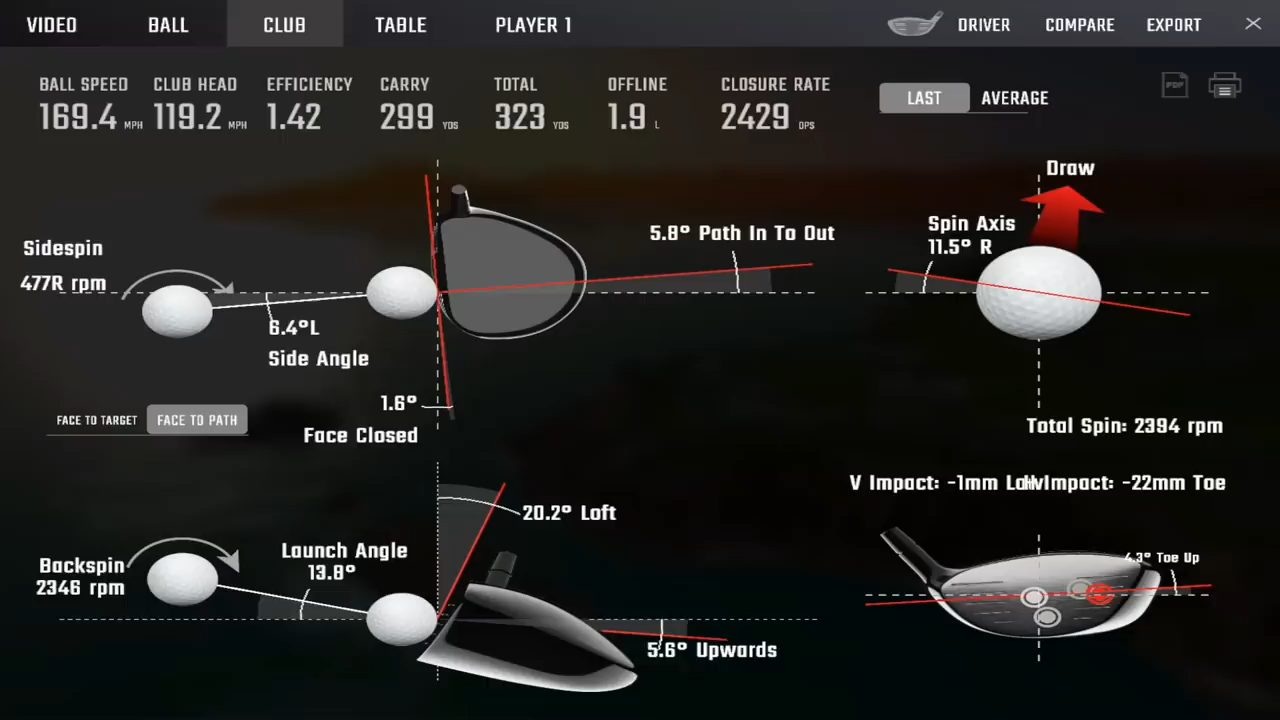 VIDEO BALL CLUB TABLE PLAYER 1 DRIVER COMPARE EXPORT
BALL SPEED CLUB HEAD EFFICIENCY CARRY TOTAL OFFLINE CLOSURE RATE
169.4 MPH 119.2 MPH 1.42 299 YDS 323 YDS 1.9 L 2429 DPS
LAST AVERAGE
PDF
Sidespin
477R rpm
6.4°L
Side Angle
5.8° Path In To Out
1.6°
Face Closed
FACE TO TARGET FACE TO PATH
Draw
Spin Axis
11.5° R
Total Spin: 2394 rpm
Backspin
2346 rpm
Launch Angle
13.8°
20.2° Loft
5.6° Upwards
V Impact: -1mm Low
H Impact: -22mm Toe
4.3° Toe Up